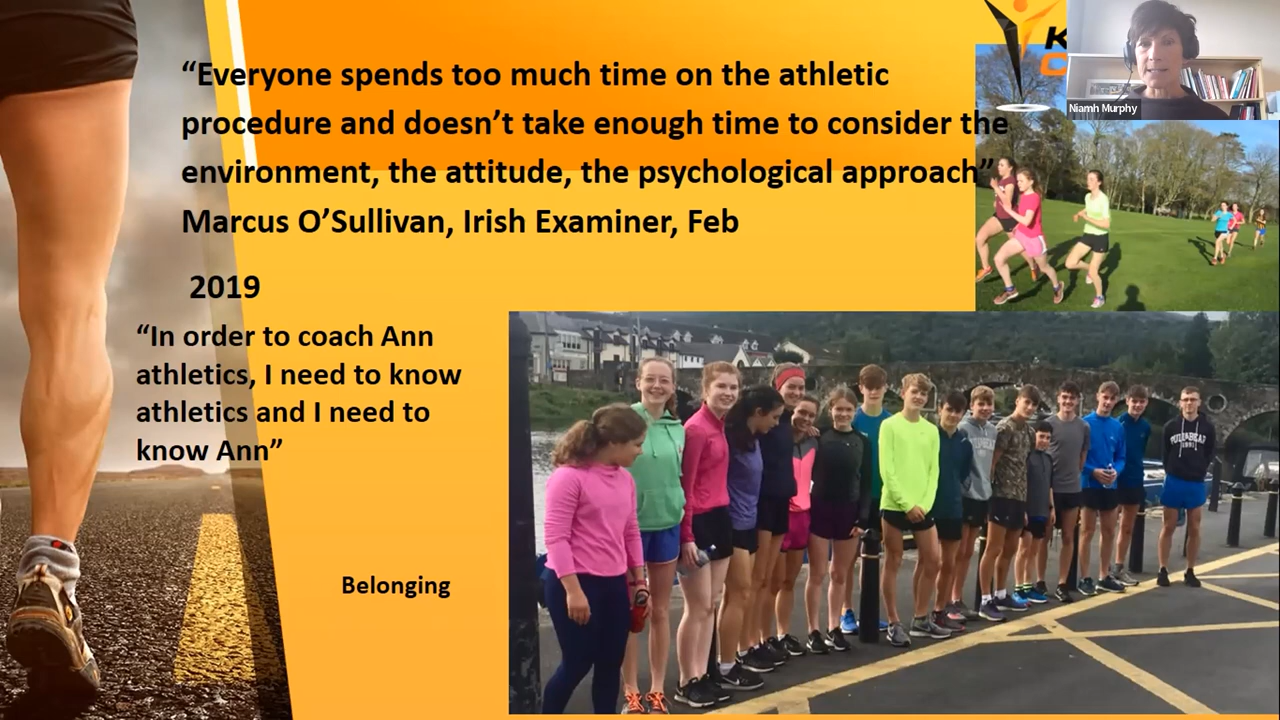 “Everyone spends too much time on the athletic
procedure and doesn’t take enough time to consider the
environment, the attitude, the psychological approach”
Marcus O’Sullivan, Irish Examiner, Feb
2019
“In order to coach Ann
athletics, I need to know
athletics and I need to
know Ann”
Belonging
Niamh Murphy